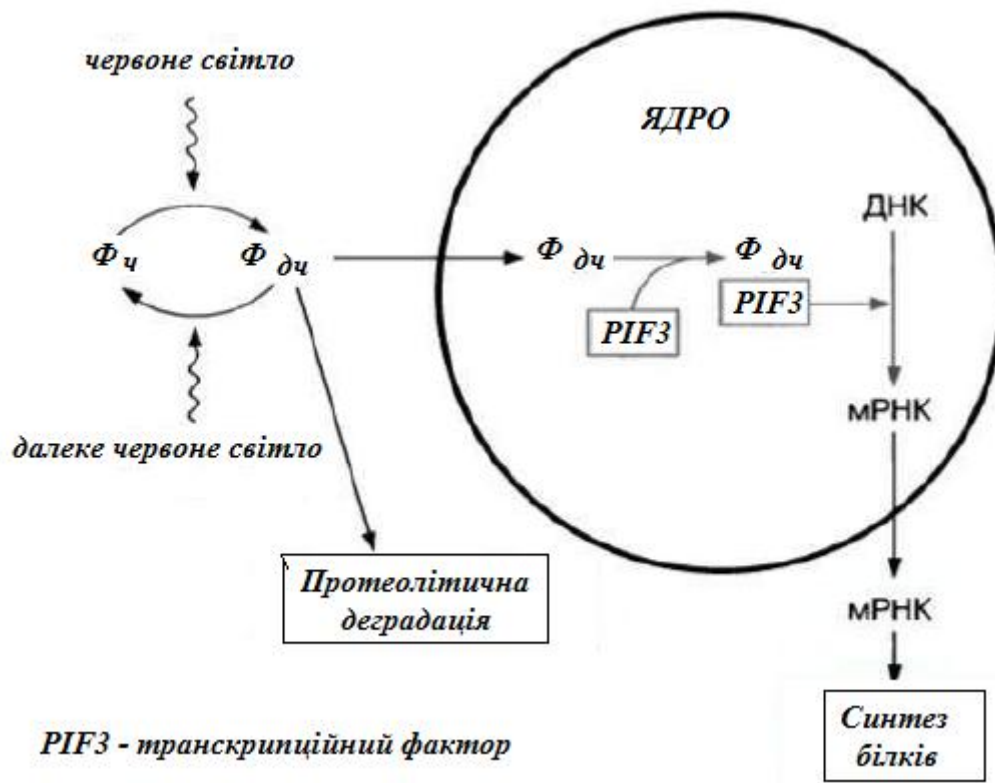 червоне світло
ЯДРО
ДНК
Ф ч
Ф дч
Ф дч
Ф дч
PIF3
PIF3
мРНК
далеке червоне світло
Протеолітична
деградація
мРНК
Синтез
білків
PIF3 - транскрипційний фактор